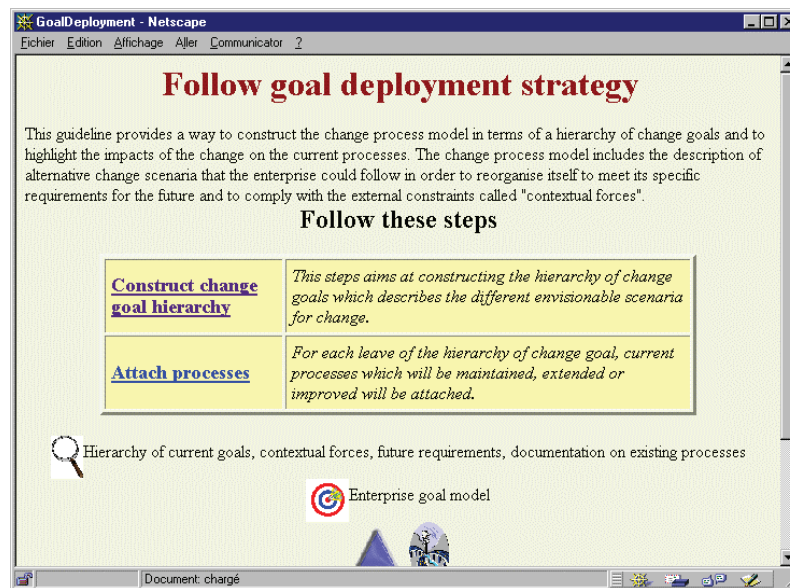 GoalDeployment - Netscape
Fichier Edition Affichage Aller Communicator ?
Follow goal deployment strategy
This guideline provides a way to construct the change process model in terms of a hierarchy of change goals and to
highlight the impacts of the change on the current processes. The change process model includes the description of
alternative change scenaria that the enterprise could follow in order to reorganise itself to meet its specific
requirements for the future and to comply with the external constraints called "contextual forces".
Follow these steps
Construct change
goal hierarchy
This steps aims at constructing the hierarchy of change
goals which describes the different envisionable scenaria
for change.
Attach processes
For each leave of the hierarchy of change goal, current
processes which will be maintained, extended or
improved will be attached.
Hierarchy of current goals, contextual forces, future requirements, documentation on existing processes
Enterprise goal model
Document: chargé